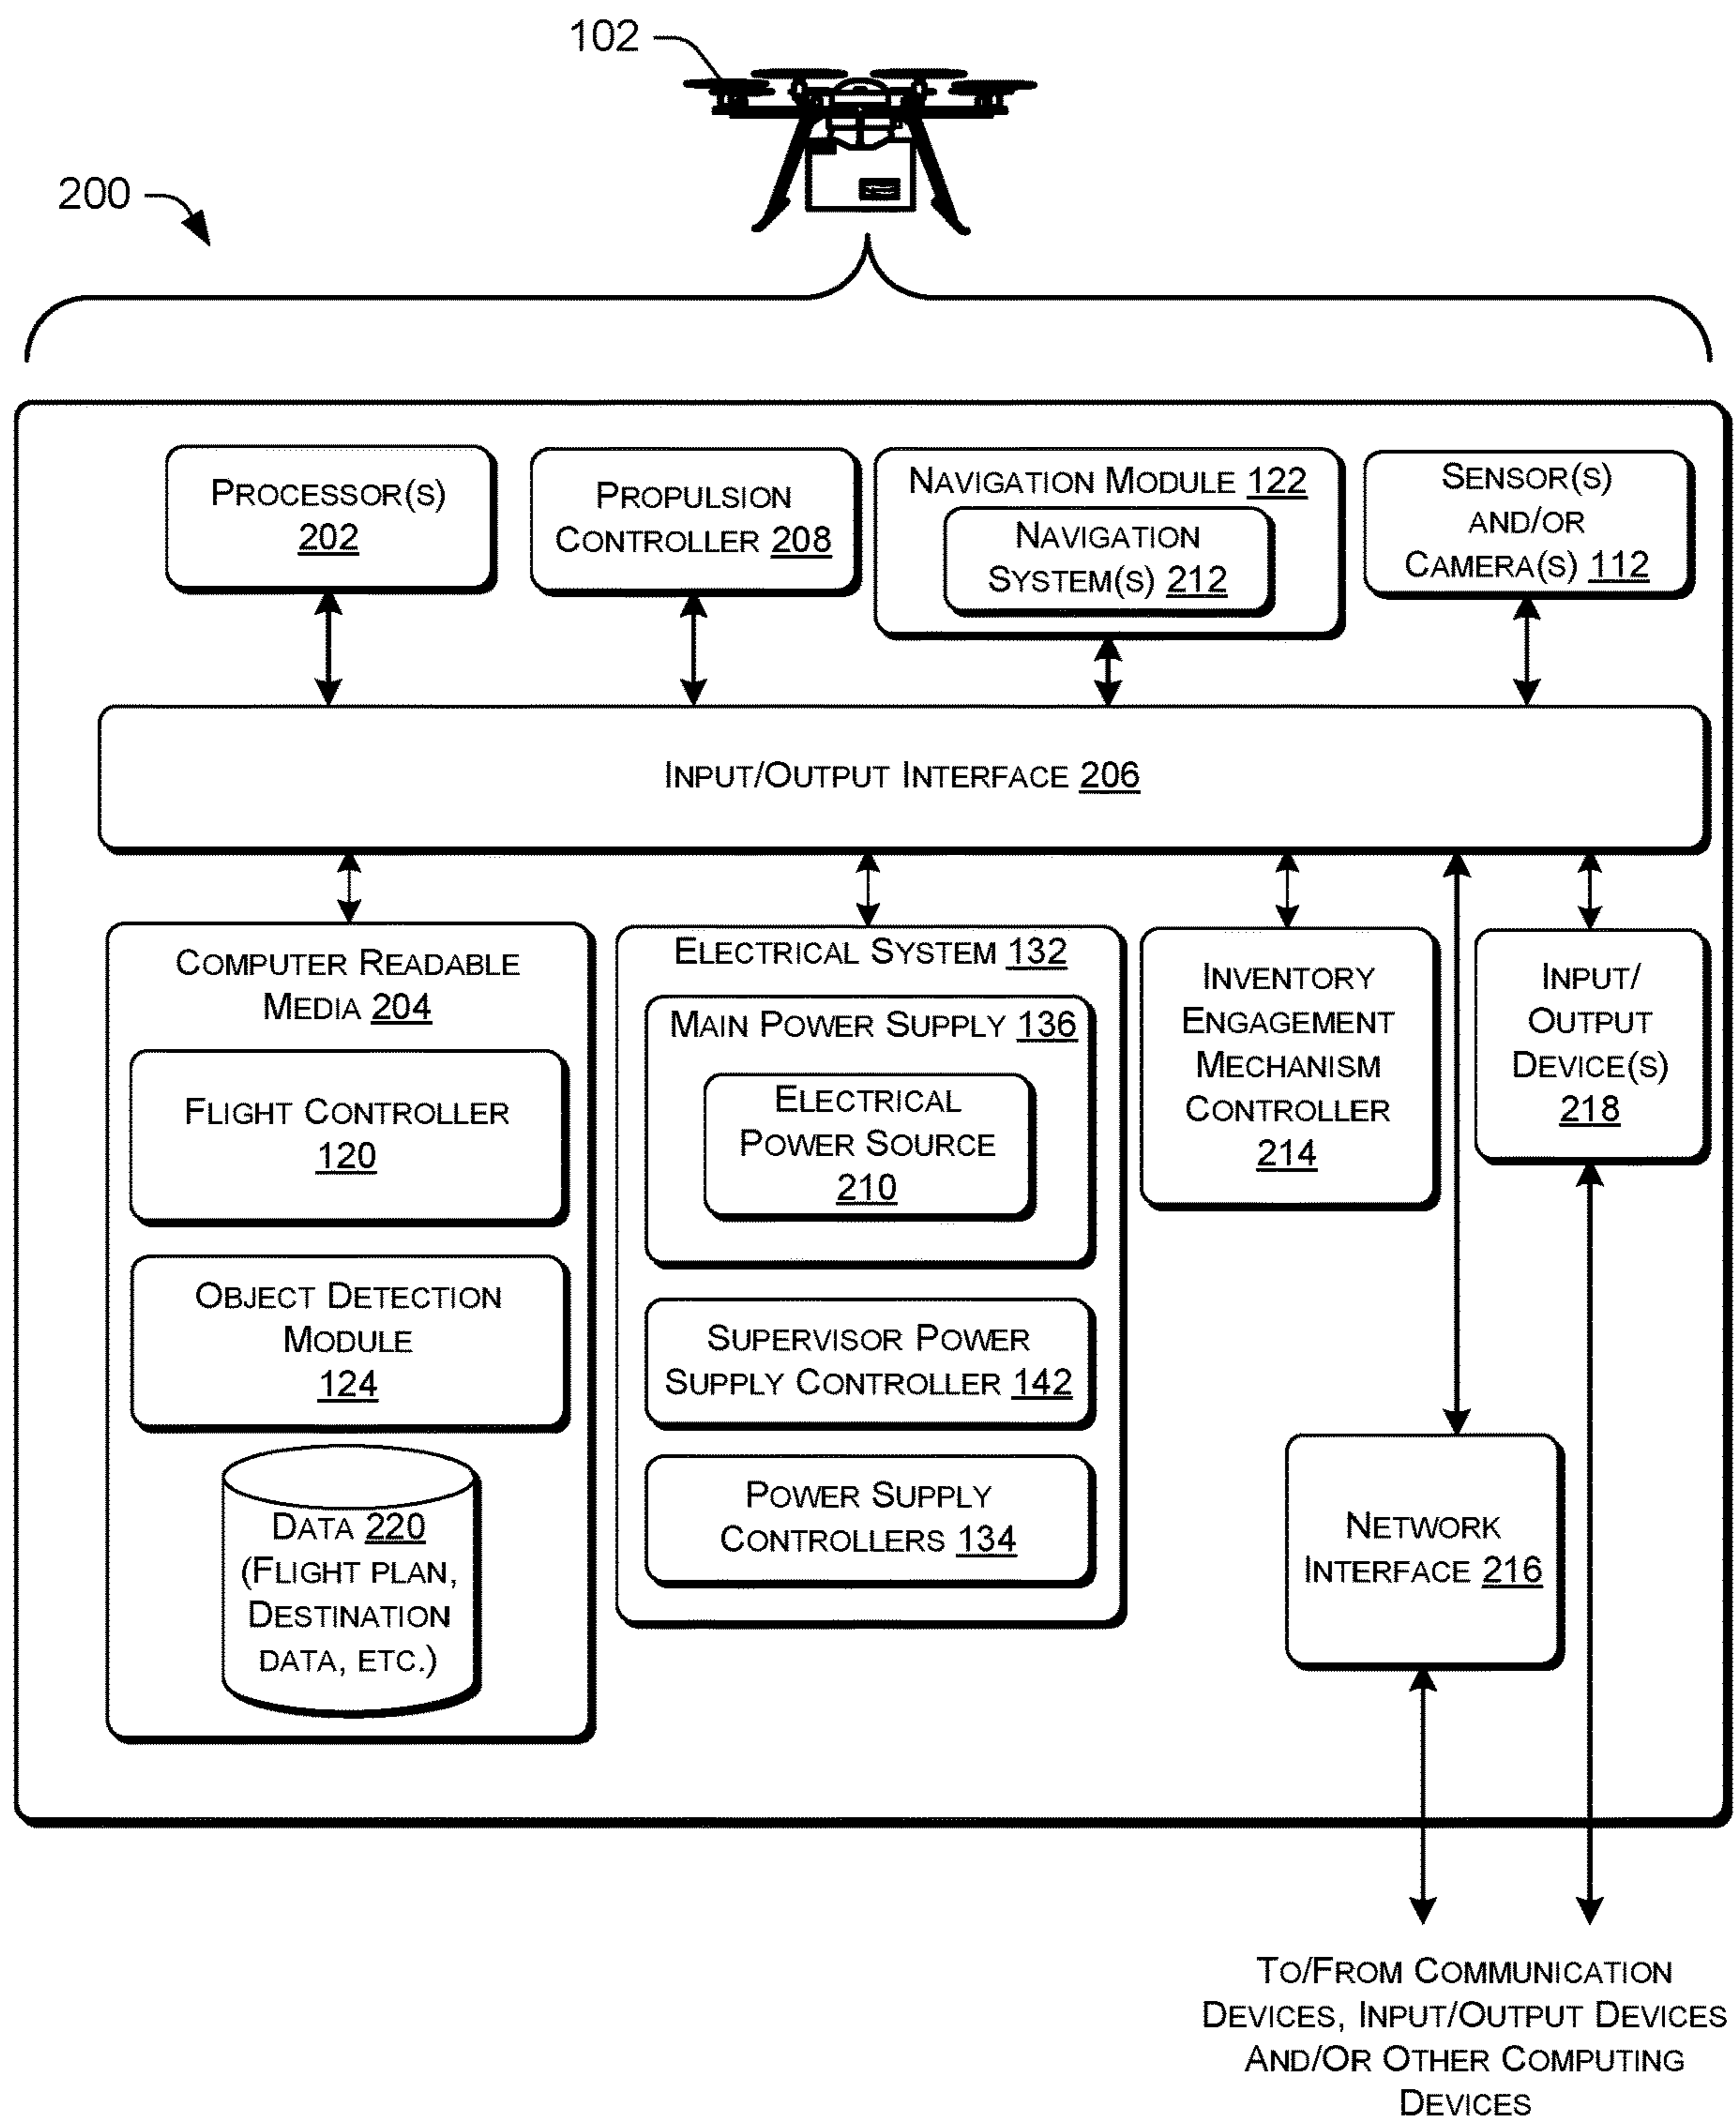 102
200
PROCESSOR(S)
202
PROPULSION
CONTROLLER 208
NAVIGATION MODULE 122
NAVIGATION
SYSTEM(S) 212
SENSOR(S)
AND/OR
CAMERA(S) 112
INPUT/OUTPUT INTERFACE 206
COMPUTER READABLE
MEDIA 204
FLIGHT CONTROLLER
120
OBJECT DETECTION
MODULE
124
DATA 220
(FLIGHT PLAN,
DESTINATION
DATA, ETC.)
ELECTRICAL SYSTEM 132
MAIN POWER SUPPLY 136
ELECTRICAL
POWER SOURCE
210
SUPERVISOR POWER
SUPPLY CONTROLLER 142
POWER SUPPLY
CONTROLLERS 134
INVENTORY
ENGAGEMENT
MECHANISM
CONTROLLER
214
INPUT/
OUTPUT
DEVICE(S)
218
NETWORK
INTERFACE 216
TO/FROM COMMUNICATION
DEVICES, INPUT/OUTPUT DEVICES
AND/OR OTHER COMPUTING
DEVICES